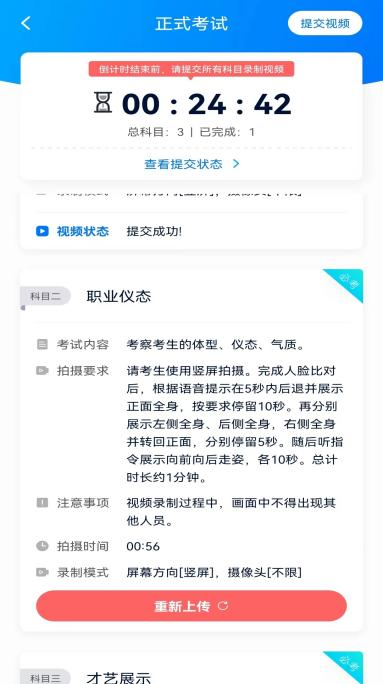 正式考试
提交视频
倒计时结束前，请提交所有科目录制视频
00 : 24 : 42
总科目：3 | 已完成：1
查看提交状态 >
视频状态 提交成功!
科目二 职业仪态 必考
考试内容 考察考生的体型、仪态、气质。
拍摄要求 请考生使用竖屏拍摄。完成人脸比对
后，根据语音提示在5秒内后退并展示
正面全身，按要求停留10秒。再分别
展示左侧全身、后侧全身，右侧全身
并转回正面，分别停留5秒。随后听指
令展示向前向后走姿，各10秒。总计
时长约1分钟。
注意事项 视频录制过程中，画面中不得出现其
他人员。
拍摄时间 00:56
录制模式 屏幕方向[竖屏]，摄像头[不限]
重新上传
科目三 才艺展示 必考